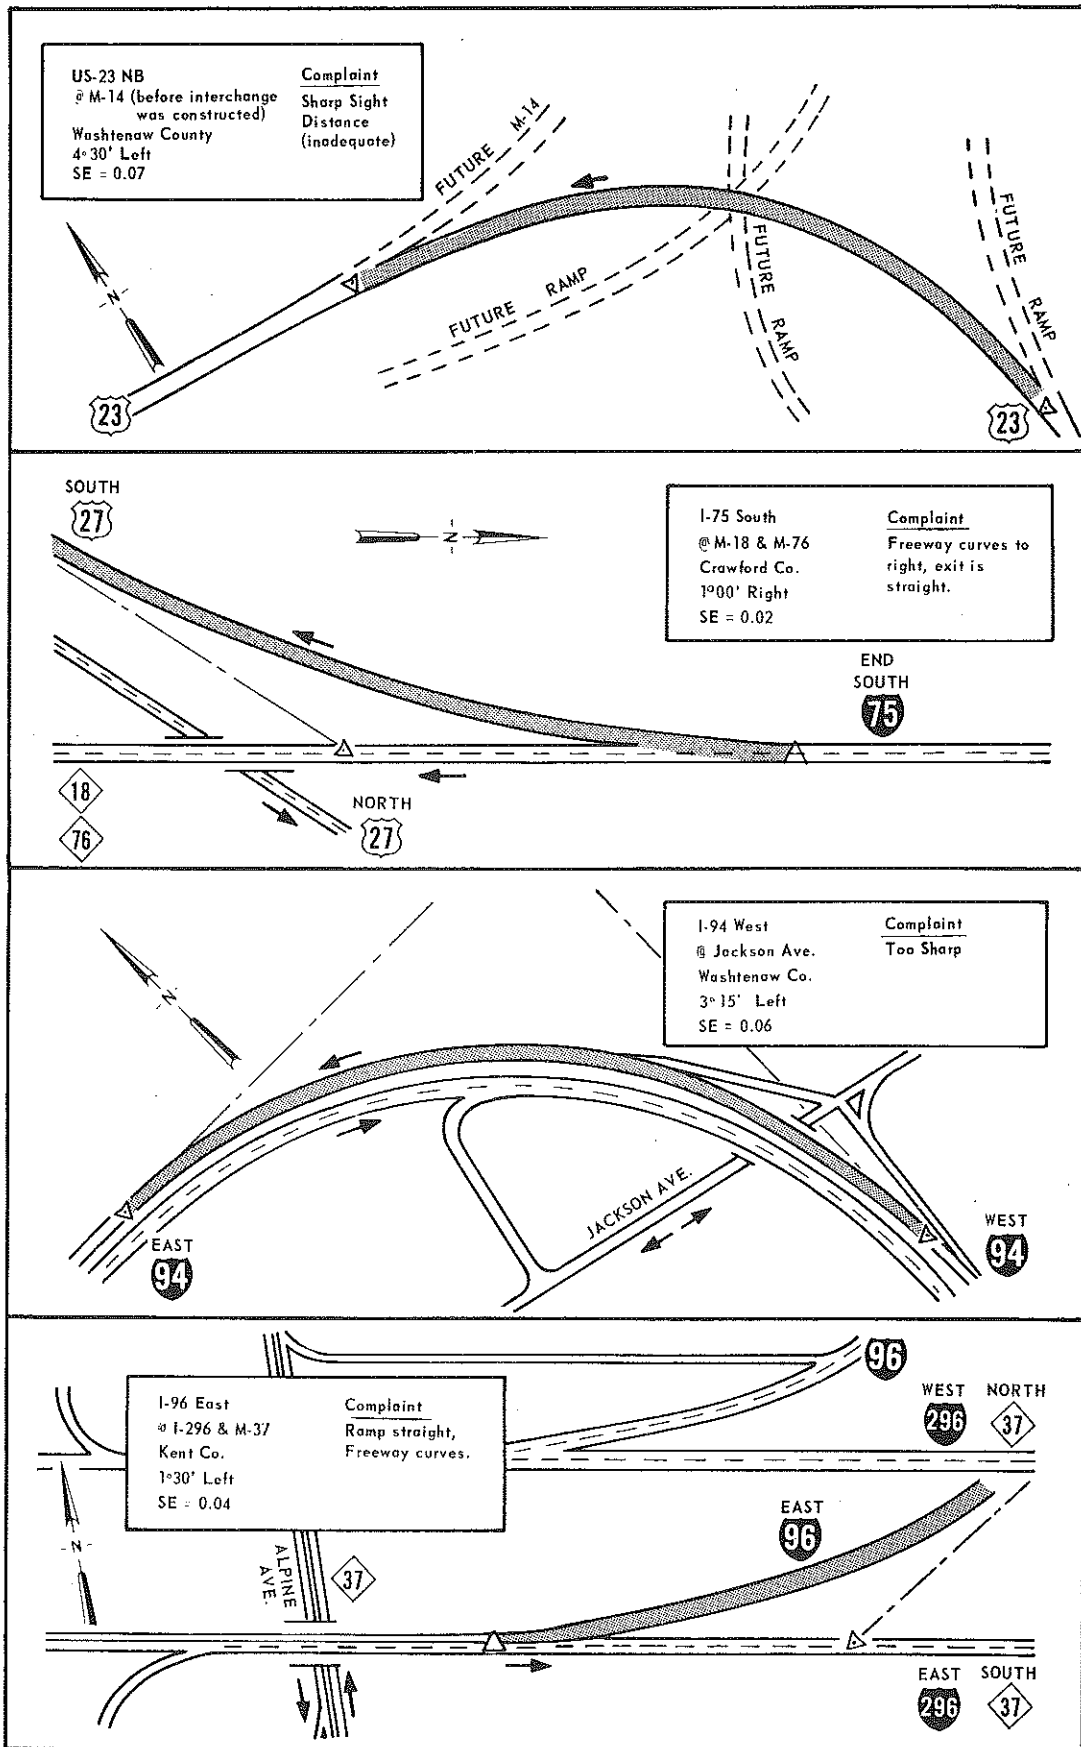 US-23 NB
@ M-14 (before interchange
was constructed)
Washtenaw County
4°30' Left
SE = 0.07
Complaint
Sharp Sight
Distance
(inadequate)
FUTURE M-14
FUTURE RAMP
FUTURE RAMP
FUTURE RAMP
N
23
23
SOUTH
27
N
I-75 South
@ M-18 & M-76
Crawford Co.
1°00' Right
SE = 0.02
Complaint
Freeway curves to
right, exit is
straight.
END
SOUTH
75
18
76
NORTH
27
I-94 West
@ Jackson Ave.
Washtenaw Co.
3°15' Left
SE = 0.06
Complaint
Too Sharp
N
JACKSON AVE.
EAST
94
WEST
94
I-96 East
@ I-296 & M-37
Kent Co.
1°30' Left
SE = 0.04
Complaint
Ramp straight,
Freeway curves.
96
WEST NORTH
296 37
EAST
96
N
ALPINE
AVE.
37
EAST SOUTH
296 37